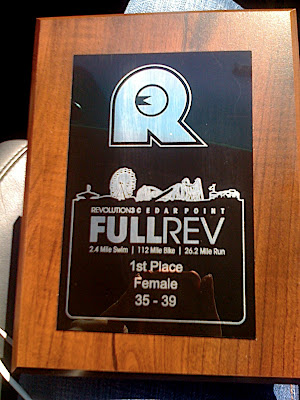 R
REVOLUTION3 CEDAR POINT
FULLREV
2.4 Mile Swim | 112 Mile Bike | 26.2 Mile Run
1st Place
Female
35 - 39